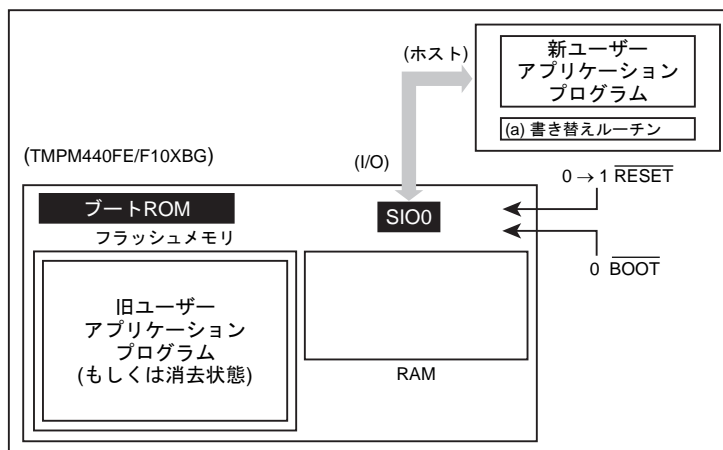 (ホスト)
新ユーザー
アプリケーション
プログラム
(a) 書き替えルーチン
(TMPM440FE/F10XBG)
(I/O)
0 → 1 RESET
ブートROM
SIO0
フラッシュメモリ
0 BOOT
旧ユーザー
アプリケーション
プログラム
(もしくは消去状態)
RAM